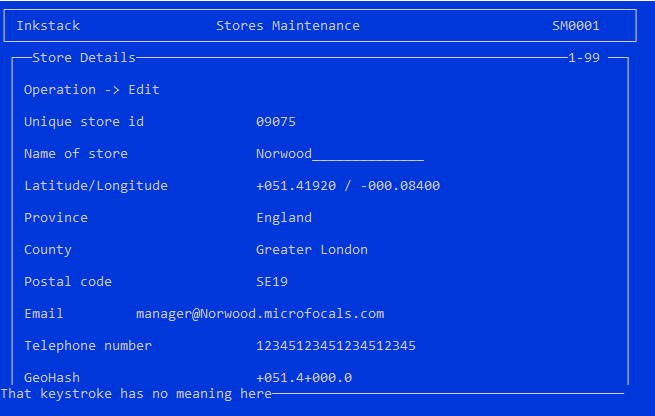 Inkstack Stores Maintenance SM0001
Store Details 1-99
Operation -> Edit
Unique store id 09075
Name of store Norwood______________
Latitude/Longitude +051.41920 / -000.08400
Province England
County Greater London
Postal code SE19
Email manager@Norwood.microfocals.com
Telephone number 12345123451234512345
GeoHash +051.4+000.0
That keystroke has no meaning here